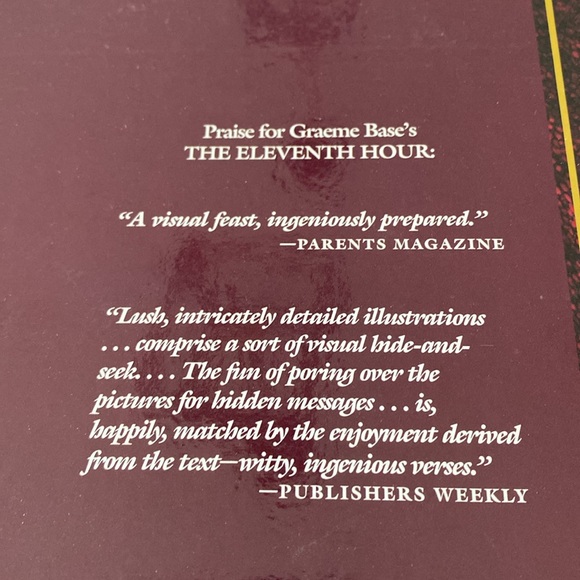 Praise for Graeme Base's
THE ELEVENTH HOUR:
“A visual feast, ingeniously prepared.”
—PARENTS MAGAZINE
“Lush, intricately detailed illustrations
. . . comprise a sort of visual hide-and-
seek. . . . The fun of poring over the
pictures for hidden messages . . . is,
happily, matched by the enjoyment derived
from the text—witty, ingenious verses.”
—PUBLISHERS WEEKLY